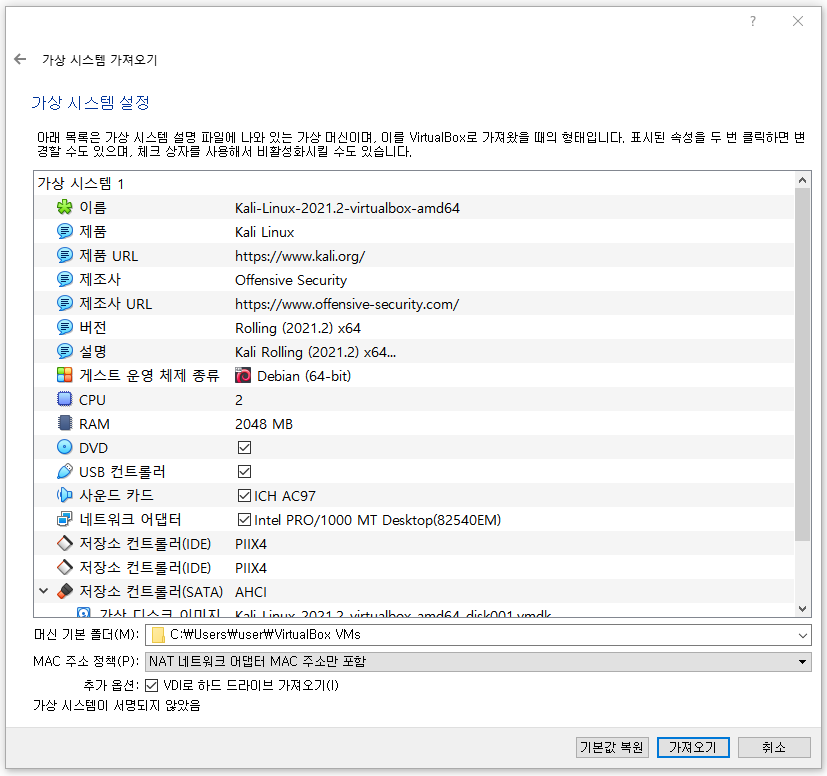 ?
가상 시스템 가져오기
가상 시스템 설정
아래 목록은 가상 시스템 설명 파일에 나와 있는 가상 머신이며, 이를 VirtualBox로 가져왔을 때의 형태입니다. 표시된 속성을 두 번 클릭하면 변
경할 수도 있으며, 체크 상자를 사용해서 비활성화시킬 수도 있습니다.
가상 시스템 1
이름 Kali-Linux-2021.2-virtualbox-amd64
제품 Kali Linux
제품 URL https://www.kali.org/
제조사 Offensive Security
제조사 URL https://www.offensive-security.com/
버전 Rolling (2021.2) x64
설명 Kali Rolling (2021.2) x64...
게스트 운영 체제 종류 Debian (64-bit)
CPU 2
RAM 2048 MB
DVD
USB 컨트롤러
사운드 카드 ICH AC97
네트워크 어댑터 Intel PRO/1000 MT Desktop(82540EM)
저장소 컨트롤러(IDE) PIIX4
저장소 컨트롤러(IDE) PIIX4
저장소 컨트롤러(SATA) AHCI
가상 디스크 이미지 Kali-Linux-2021.2-virtualbox-amd64-disk001.vmdk
머신 기본 폴더(M): C:₩Users₩user₩VirtualBox VMs
MAC 주소 정책(P): NAT 네트워크 어댑터 MAC 주소만 포함
추가 옵션: VDI로 하드 드라이브 가져오기(I)
가상 시스템이 서명되지 않았음
기본값 복원 가져오기 취소